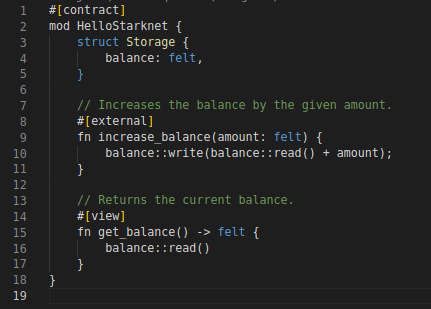 1 #[contract]
2 mod HelloStarknet {
3     struct Storage {
4         balance: felt,
5     }
6
7     // Increases the balance by the given amount.
8     #[external]
9     fn increase_balance(amount: felt) {
10         balance::write(balance::read() + amount);
11     }
12
13     // Returns the current balance.
14     #[view]
15     fn get_balance() -> felt {
16         balance::read()
17     }
18 }
19